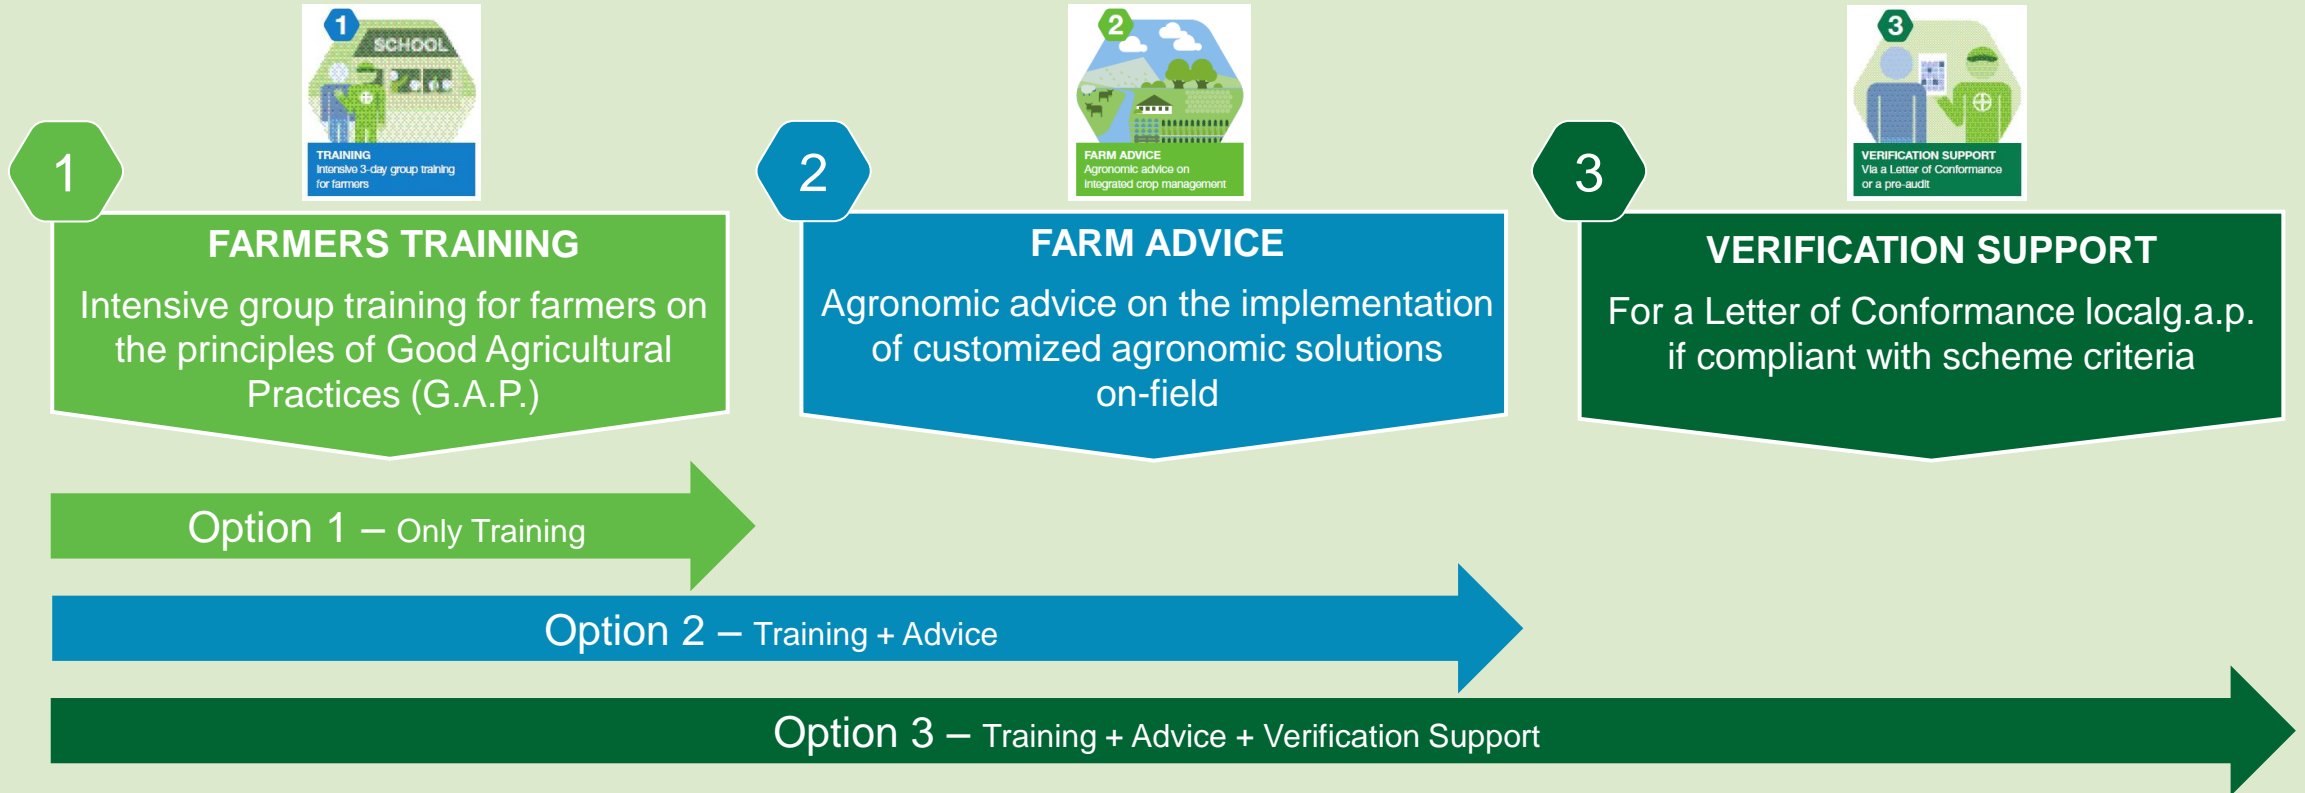 1
SCHOOL
TRAINING
Intensive 3-day group training
for farmers
2
FARM ADVICE
Agronomic advice on
integrated crop management
3
VERIFICATION SUPPORT
Via a Letter of Conformance
or a pre-audit
1
FARMERS TRAINING
Intensive group training for farmers on
the principles of Good Agricultural
Practices (G.A.P.)
2
FARM ADVICE
Agronomic advice on the implementation
of customized agronomic solutions
on-field
3
VERIFICATION SUPPORT
For a Letter of Conformance localg.a.p.
if compliant with scheme criteria
Option 1 – Only Training
Option 2 – Training + Advice
Option 3 – Training + Advice + Verification Support